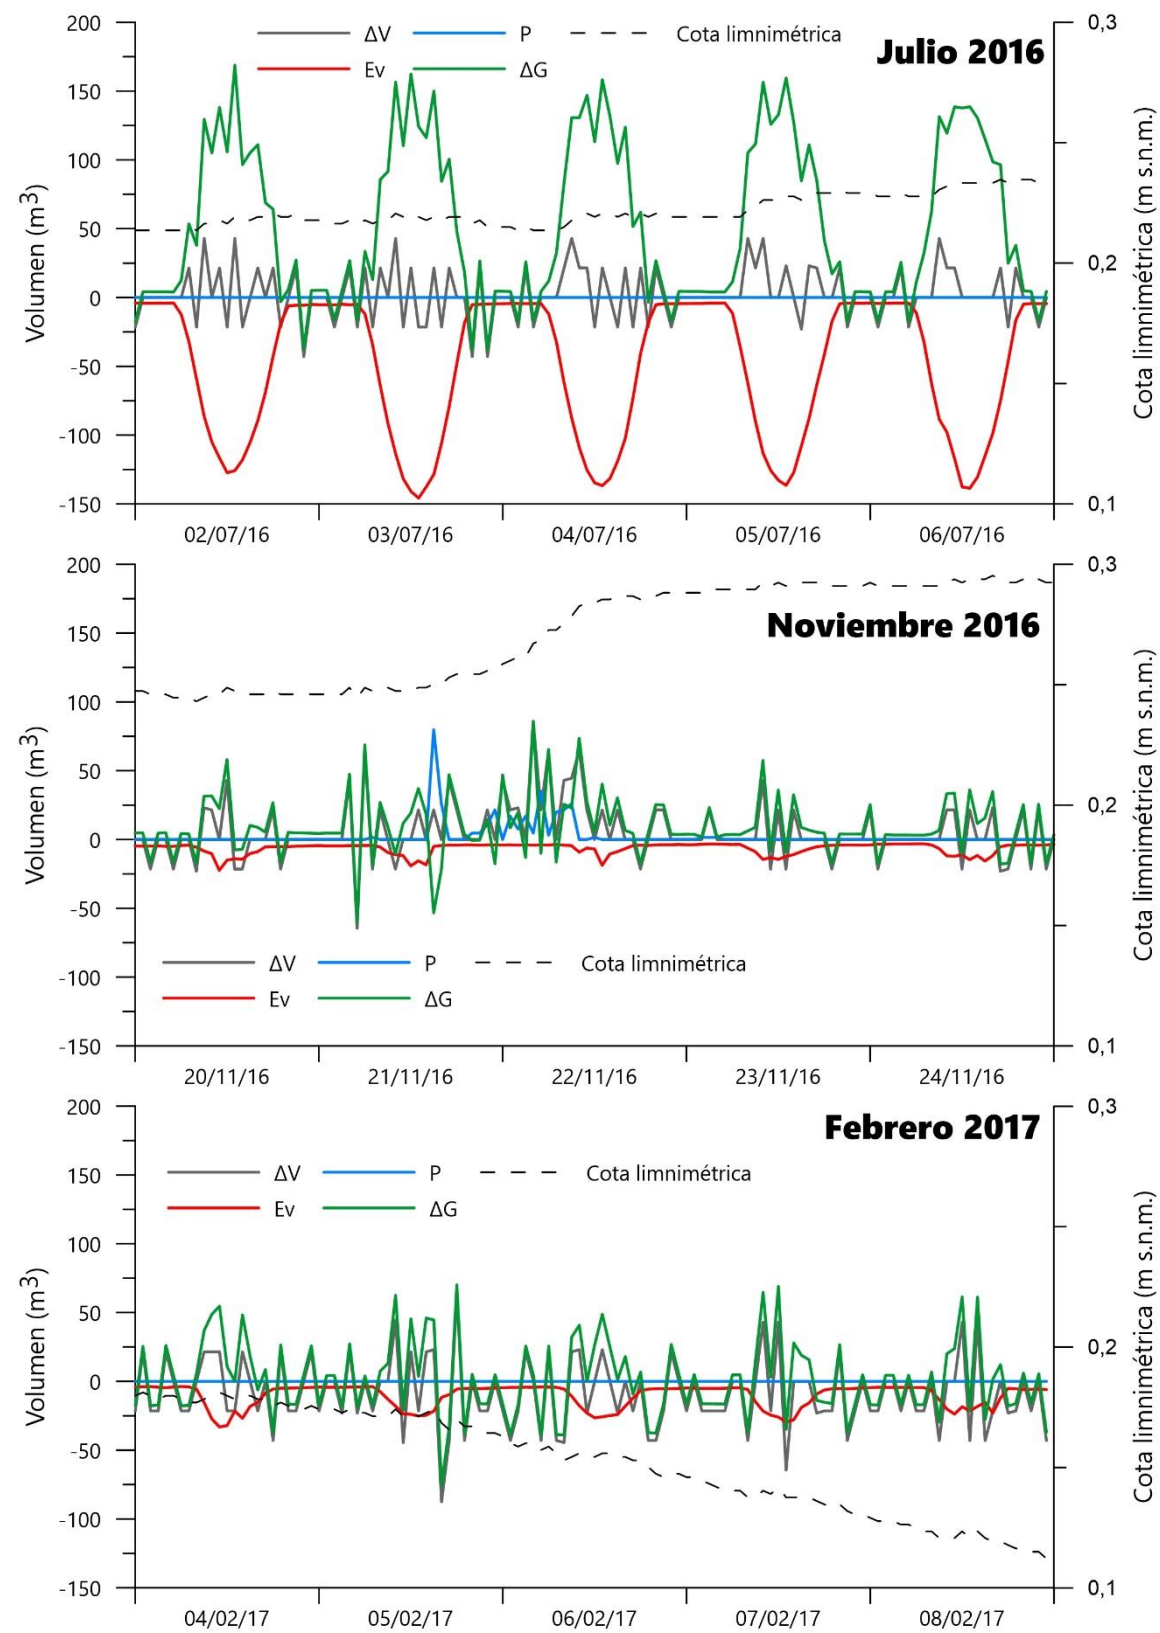 ΔV P Cota limnimétrica
Ev ΔG
Julio 2016
Volumen (m3)
200
150
100
50
0
-50
-100
-150
0,3
0,2
0,1
Cota limnimétrica (m s.n.m.)
02/07/16 03/07/16 04/07/16 05/07/16 06/07/16
Noviembre 2016
Volumen (m3)
200
150
100
50
0
-50
-100
-150
0,3
0,2
0,1
Cota limnimétrica (m s.n.m.)
ΔV P Cota limnimétrica
Ev ΔG
20/11/16 21/11/16 22/11/16 23/11/16 24/11/16
Febrero 2017
ΔV P Cota limnimétrica
Ev ΔG
Volumen (m3)
200
150
100
50
0
-50
-100
-150
0,3
0,2
0,1
Cota limnimétrica (m s.n.m.)
04/02/17 05/02/17 06/02/17 07/02/17 08/02/17